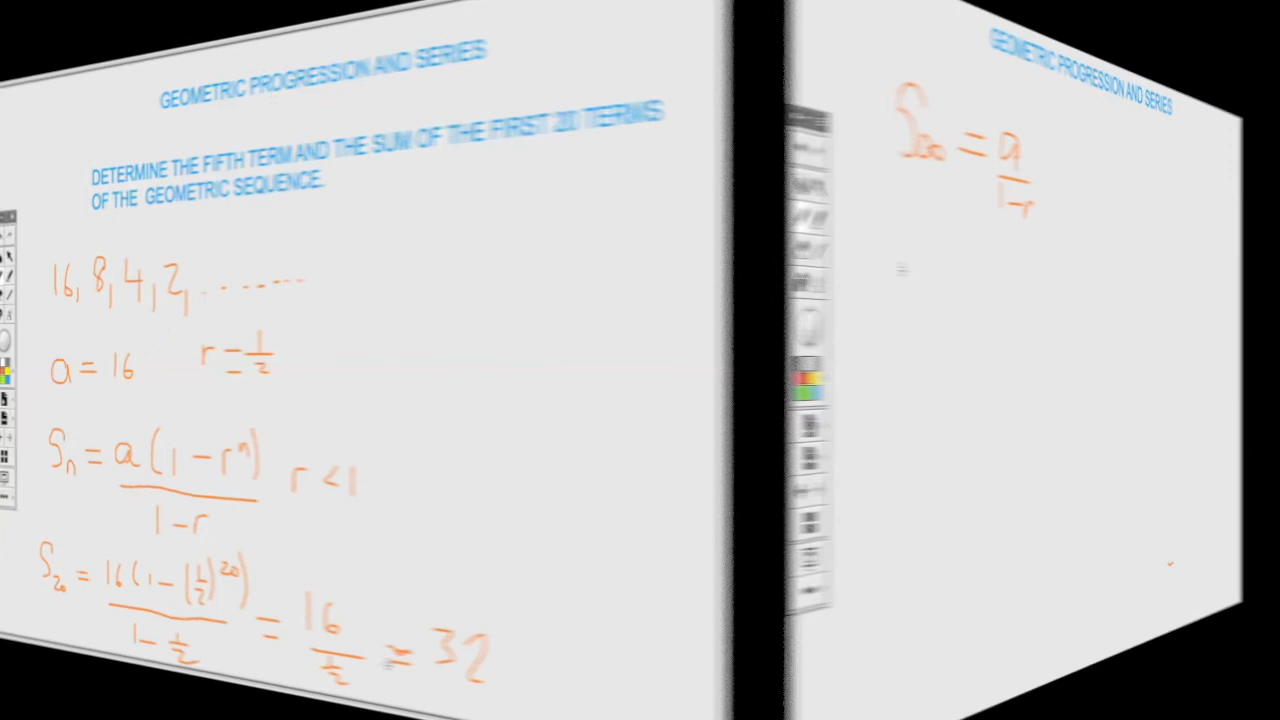 GEOMETRIC PROGRESSION AND SERIES
DETERMINE THE FIFTH TERM AND THE SUM OF THE FIRST 20 TERMS
OF THE GEOMETRIC SEQUENCE.
16, 8, 4, 2, ..........
a = 16 r = 1/2
Sn = a(1-rⁿ)/1-r r < 1
S20 = 16(1-(1/2)^20)/1-1/2 = 16/1/2 = 32
GEOMETRIC PROGRESSION AND SERIES
S∞ = a/1-r
=